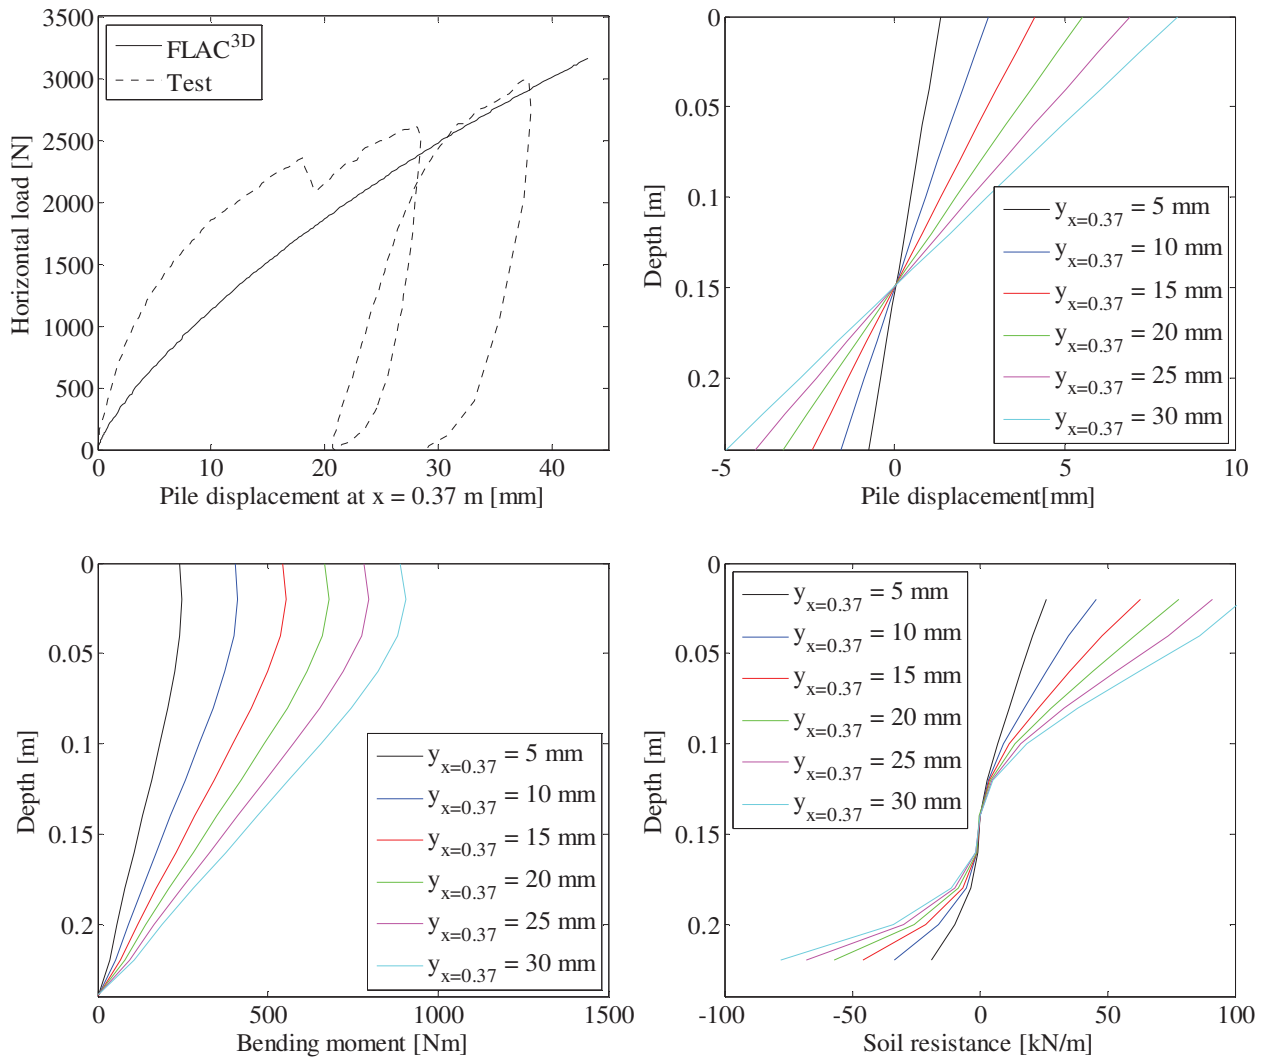 3500
3000
2500
2000
1500
1000
500
0
Horizontal load [N]
FLAC3D
Test
0 10 20 30 40
Pile displacement at x = 0.37 m [mm]
0
0.05
0.1
0.15
0.2
Depth [m]
yx=0.37 = 5 mm
yx=0.37 = 10 mm
yx=0.37 = 15 mm
yx=0.37 = 20 mm
yx=0.37 = 25 mm
yx=0.37 = 30 mm
-5 0 5 10
Pile displacement[mm]
0
0.05
0.1
0.15
0.2
Depth [m]
yx=0.37 = 5 mm
yx=0.37 = 10 mm
yx=0.37 = 15 mm
yx=0.37 = 20 mm
yx=0.37 = 25 mm
yx=0.37 = 30 mm
0 500 1000 1500
Bending moment [Nm]
0
0.05
0.1
0.15
0.2
Depth [m]
yx=0.37 = 5 mm
yx=0.37 = 10 mm
yx=0.37 = 15 mm
yx=0.37 = 20 mm
yx=0.37 = 25 mm
yx=0.37 = 30 mm
-100 -50 0 50 100
Soil resistance [kN/m]